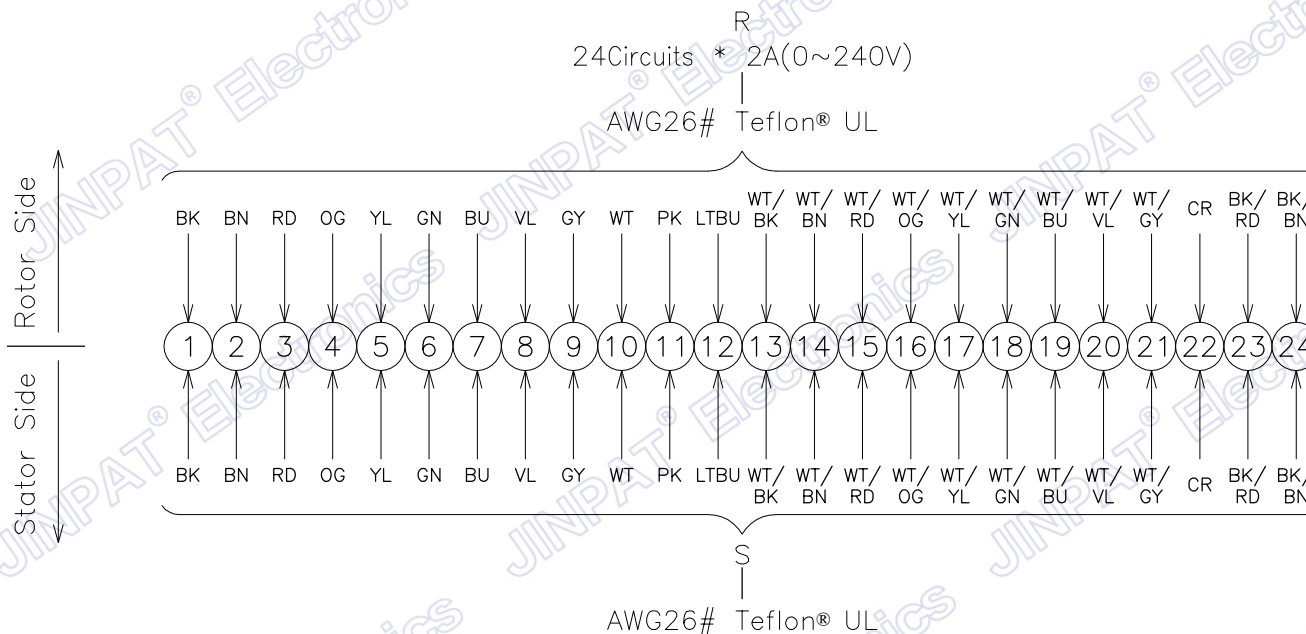 R
24Circuits * 2A(0~240V)
AWG26# Teflon® UL
Rotor Side
BK BN RD OG YL GN BU VL GY WT PK LTBU WT/BK WT/BN WT/RD WT/OG WT/YL WT/GN WT/BU WT/VL WT/GY CR BK/RD BK/BN
1 2 3 4 5 6 7 8 9 10 11 12 13 14 15 16 17 18 19 20 21 22 23 24
Stator Side
BK BN RD OG YL GN BU VL GY WT PK LTBU WT/BK WT/BN WT/RD WT/OG WT/YL WT/GN WT/BU WT/VL WT/GY CR BK/RD BK/BN
S
AWG26# Teflon® UL
JINPAT® Electronics